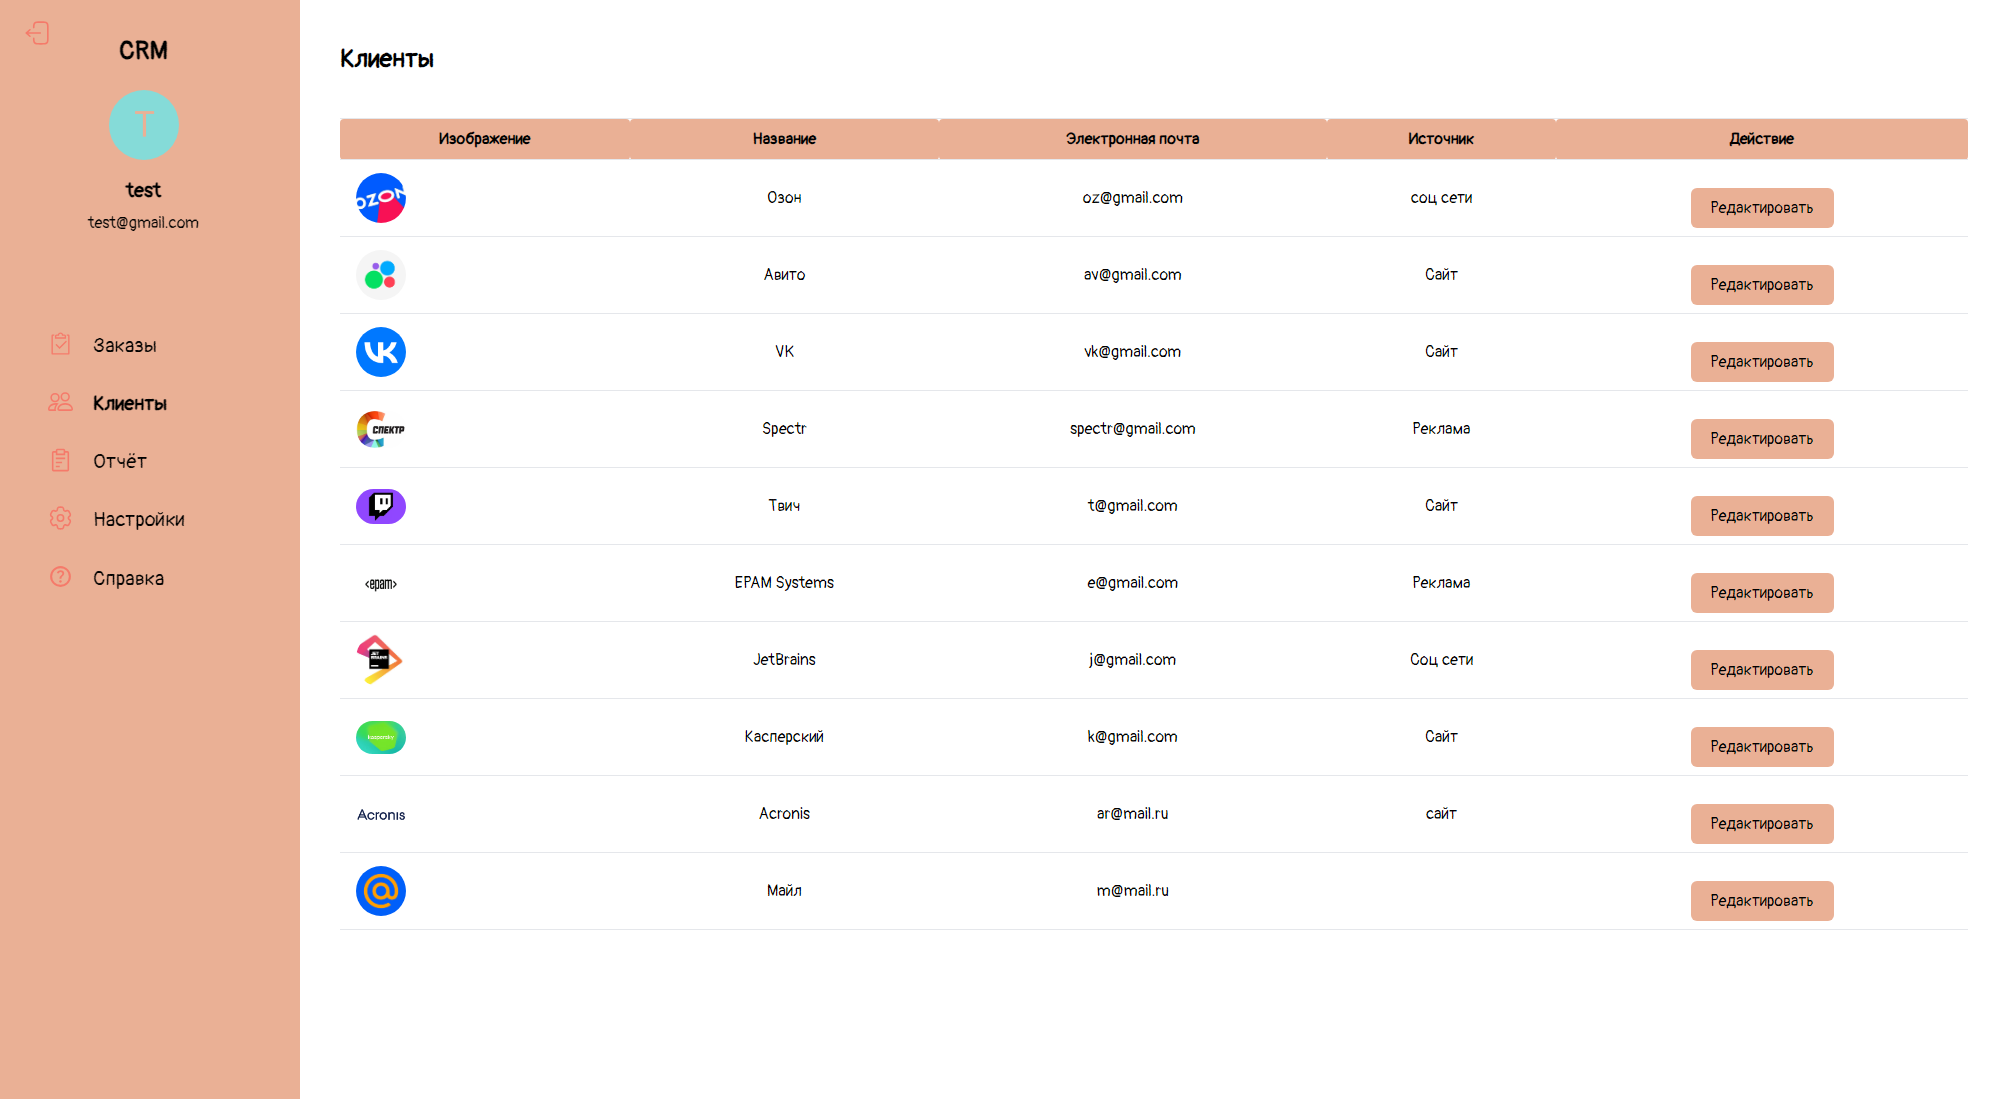 CRM
T
test
test@gmail.com
Заказы
Клиенты
Отчёт
Настройки
Справка
Клиенты
Изображение Название Электронная почта Источник Действие
OZON Озон oz@gmail.com соц сети Редактировать
Авито av@gmail.com Сайт Редактировать
VK VK vk@gmail.com Сайт Редактировать
СПЕКТР Spectr spectr@gmail.com Реклама Редактировать
Твич t@gmail.com Сайт Редактировать
<epam> EPAM Systems e@gmail.com Реклама Редактировать
JET BRAINS JetBrains j@gmail.com Соц сети Редактировать
kaspersky Касперский k@gmail.com Сайт Редактировать
Acronis Acronis ar@mail.ru сайт Редактировать
@ Майл m@mail.ru Редактировать